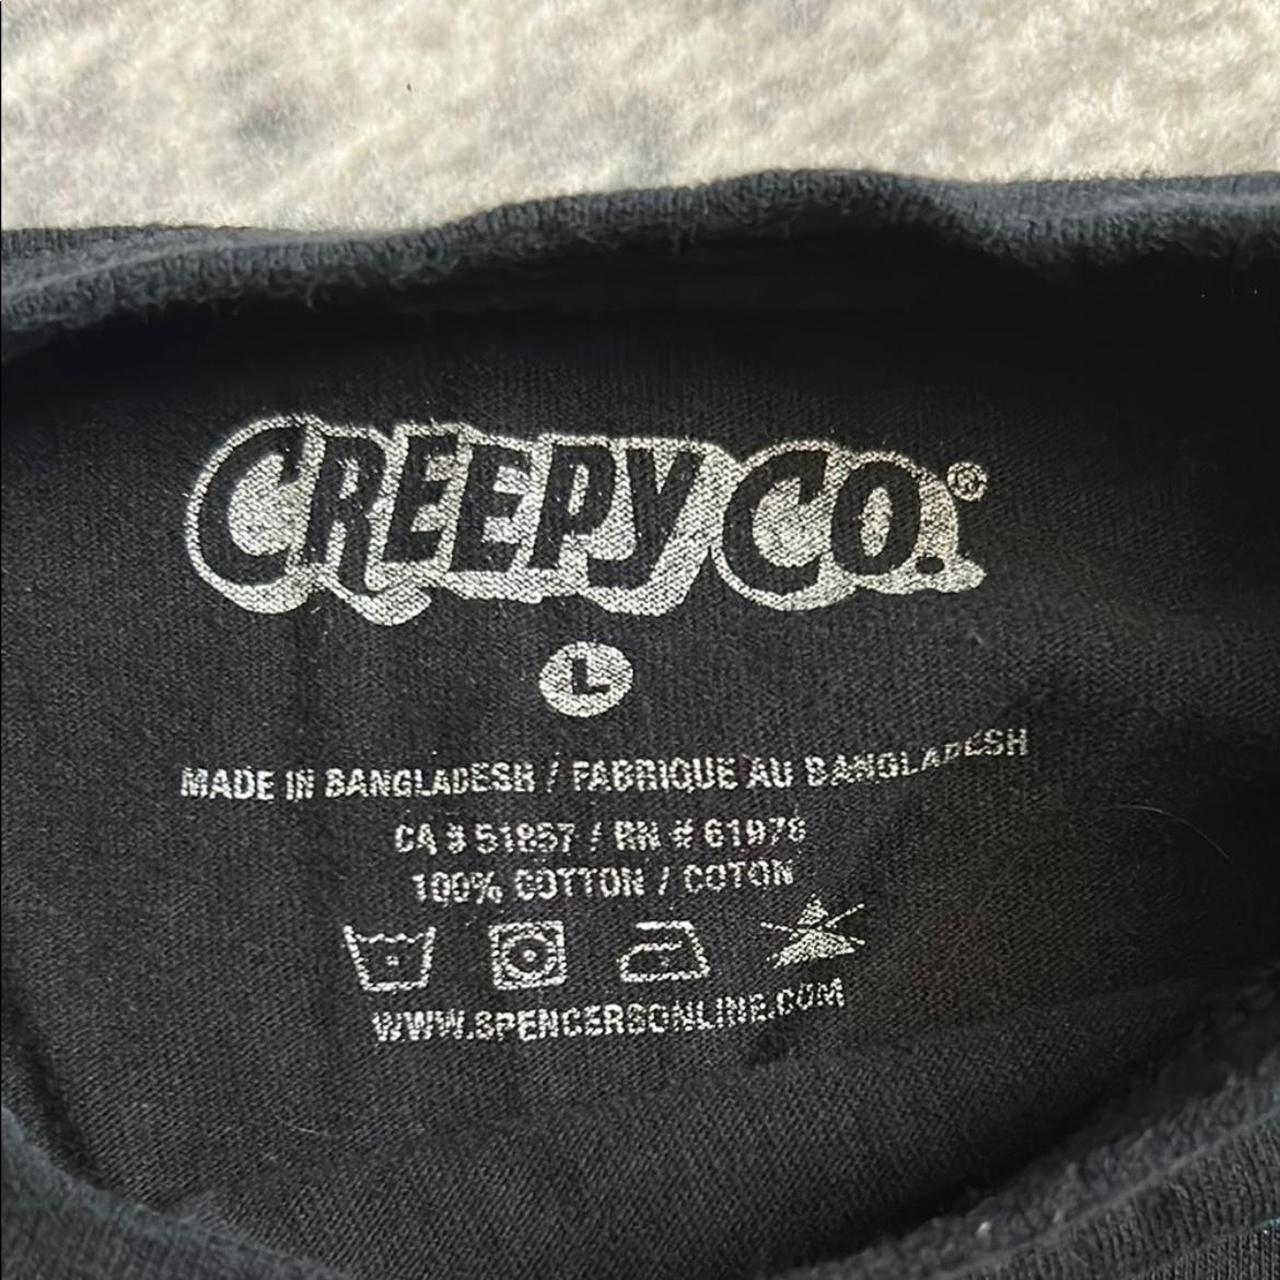 CREEPY CO.®
L
MADE IN BANGLADESH / FABRIQUE AU BANGLADESH
CA # 51857 / RN # 61978
100% COTTON / COTON
WWW.SPENCERSONLINE.COM